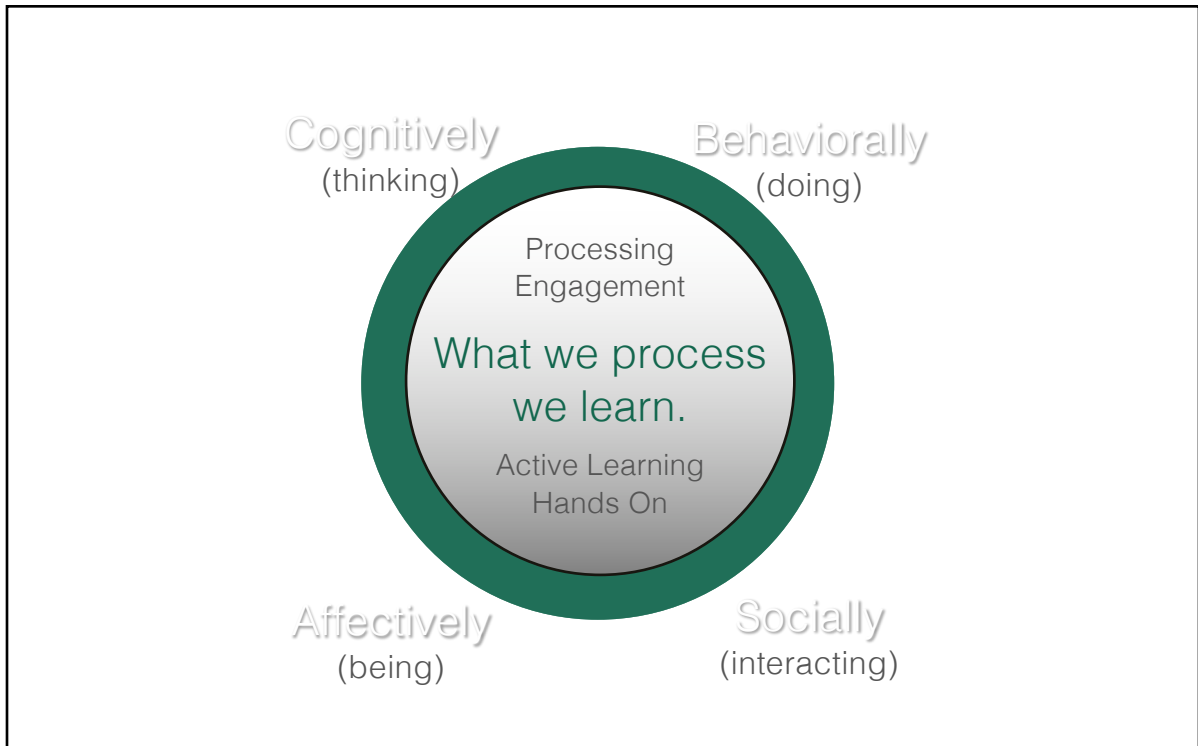 Cognitively
(thinking)
Behaviorally
(doing)
Processing
Engagement
What we process
we learn.
Active Learning
Hands On
Affectively
(being)
Socially
(interacting)